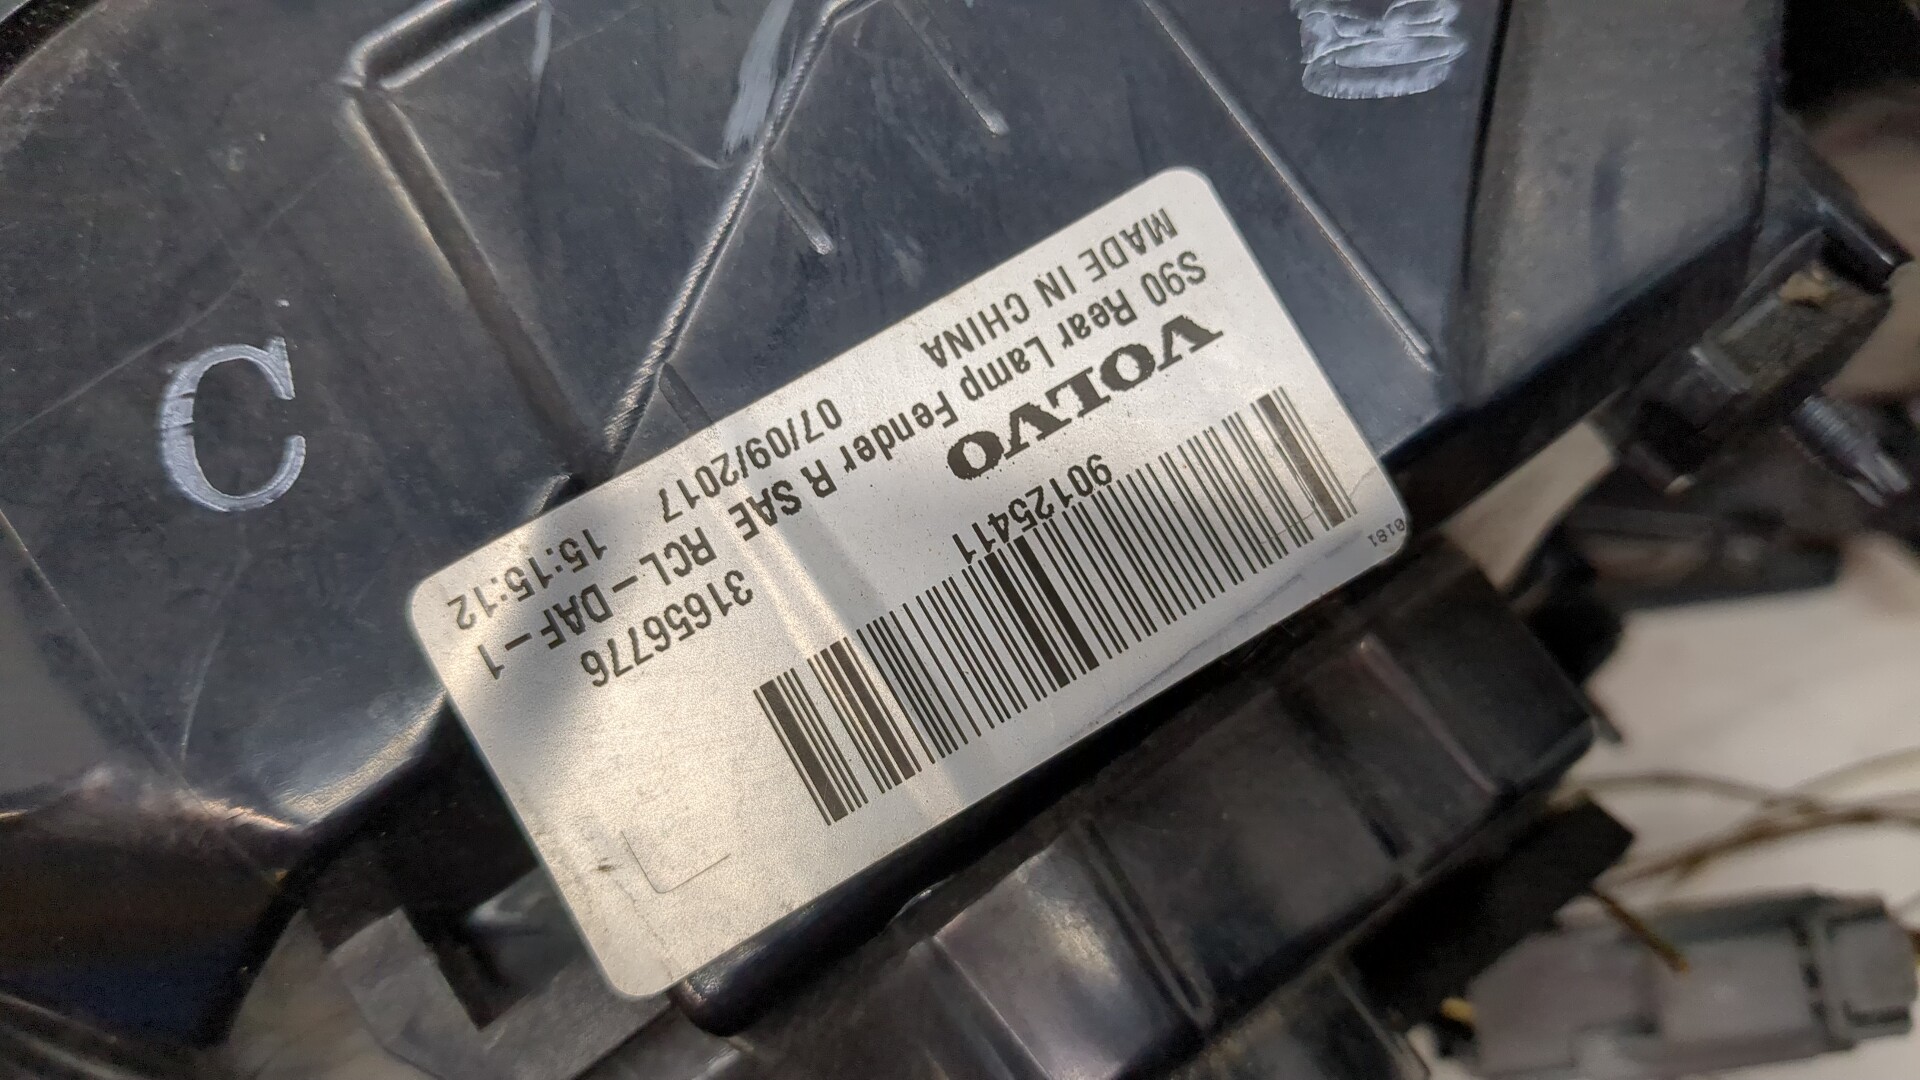 C
90125411
VOLVO
31656776
S90 Rear Lamp Fender R SAE RCL-DAF-1
MADE IN CHINA
07/09/2017
15:15:12
0181